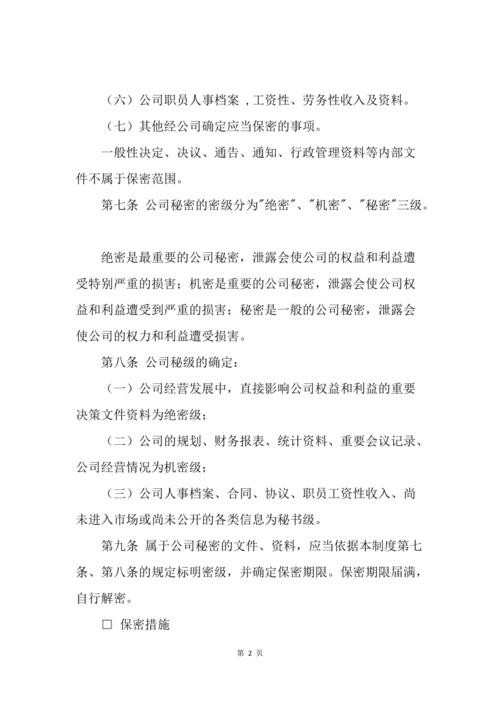 （六）公司职员人事档案 ,工资性、劳务性收入及资料。
（七）其他经公司确定应当保密的事项。
一般性决定、决议、通告、通知、行政管理资料等内部文
件不属于保密范围。
第七条 公司秘密的密级分为"绝密"、"机密"、"秘密"三级。
绝密是最重要的公司秘密，泄露会使公司的权益和利益遭
受特别严重的损害；机密是重要的公司秘密，泄露会使公司权
益和利益遭受到严重的损害；秘密是一般的公司秘密，泄露会
使公司的权力和利益遭受损害。
第八条 公司秘级的确定：
（一）公司经营发展中，直接影响公司权益和利益的重要
决策文件资料为绝密级；
（二）公司的规划、财务报表、统计资料、重要会议记录、
公司经营情况为机密级；
（三）公司人事档案、合同、协议、职员工资性收入、尚
未进入市场或尚未公开的各类信息为秘书级。
第九条 属于公司秘密的文件、资料，应当依据本制度第七
条、第八条的规定标明密级，并确定保密期限。保密期限届满，
自行解密。
□ 保密措施
第 2 页